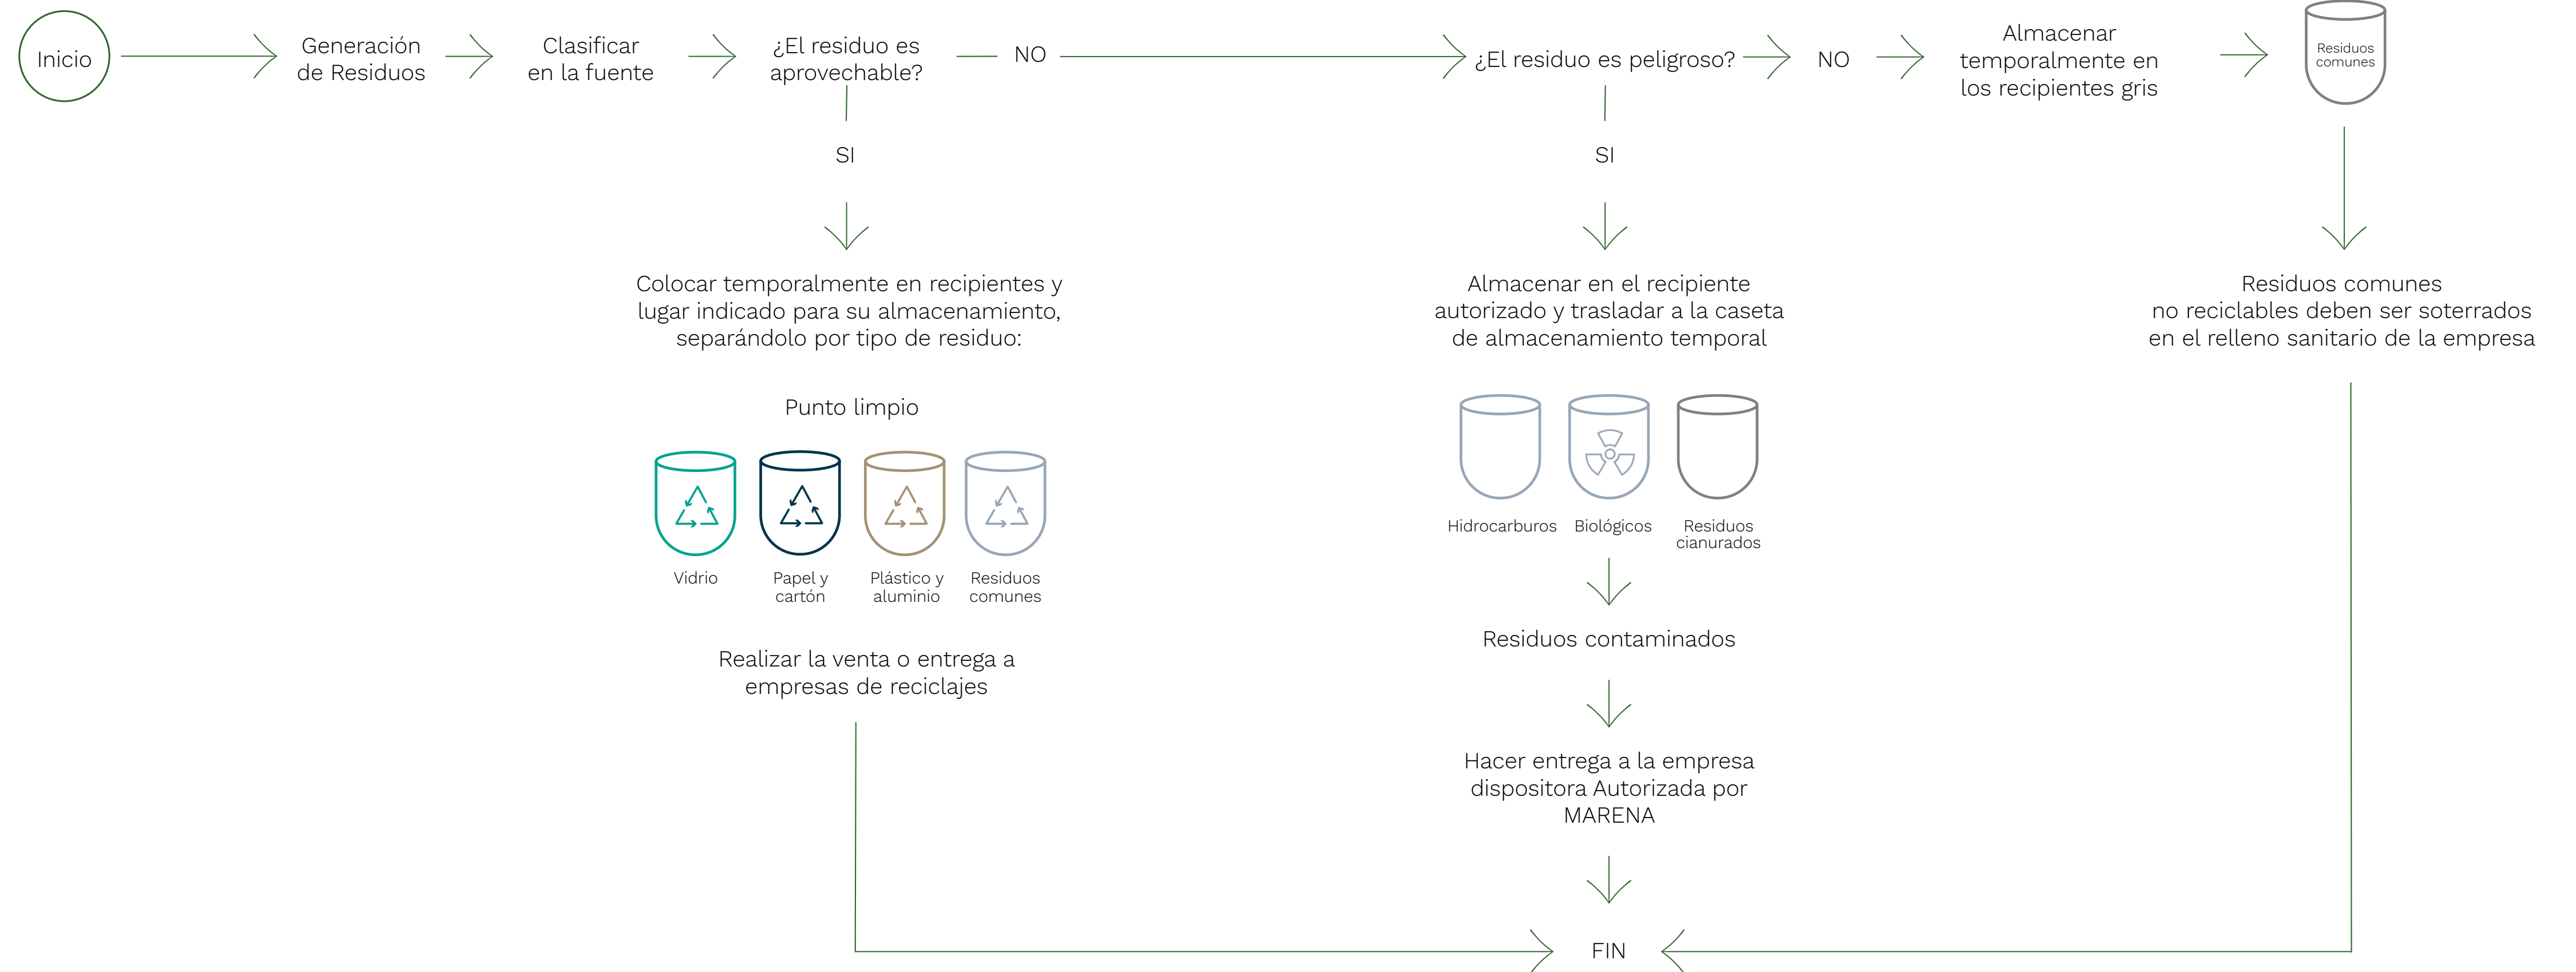 Inicio
Generación
de Residuos
Clasificar
en la fuente
¿El residuo es
aprovechable?
NO
¿El residuo es peligroso?
NO
Almacenar
temporalmente en
los recipientes gris
Residuos
comunes
SI
SI
Colocar temporalmente en recipientes y
lugar indicado para su almacenamiento,
separándolo por tipo de residuo:
Punto limpio
Vidrio
Papel y
cartón
Plástico y
aluminio
Residuos
comunes
Realizar la venta o entrega a
empresas de reciclajes
Almacenar en el recipiente
autorizado y trasladar a la caseta
de almacenamiento temporal
Hidrocarburos
Biológicos
Residuos
cianurados
Residuos contaminados
Hacer entrega a la empresa
dispositora Autorizada por
MARENA
Residuos comunes
no reciclables deben ser soterrados
en el relleno sanitario de la empresa
FIN